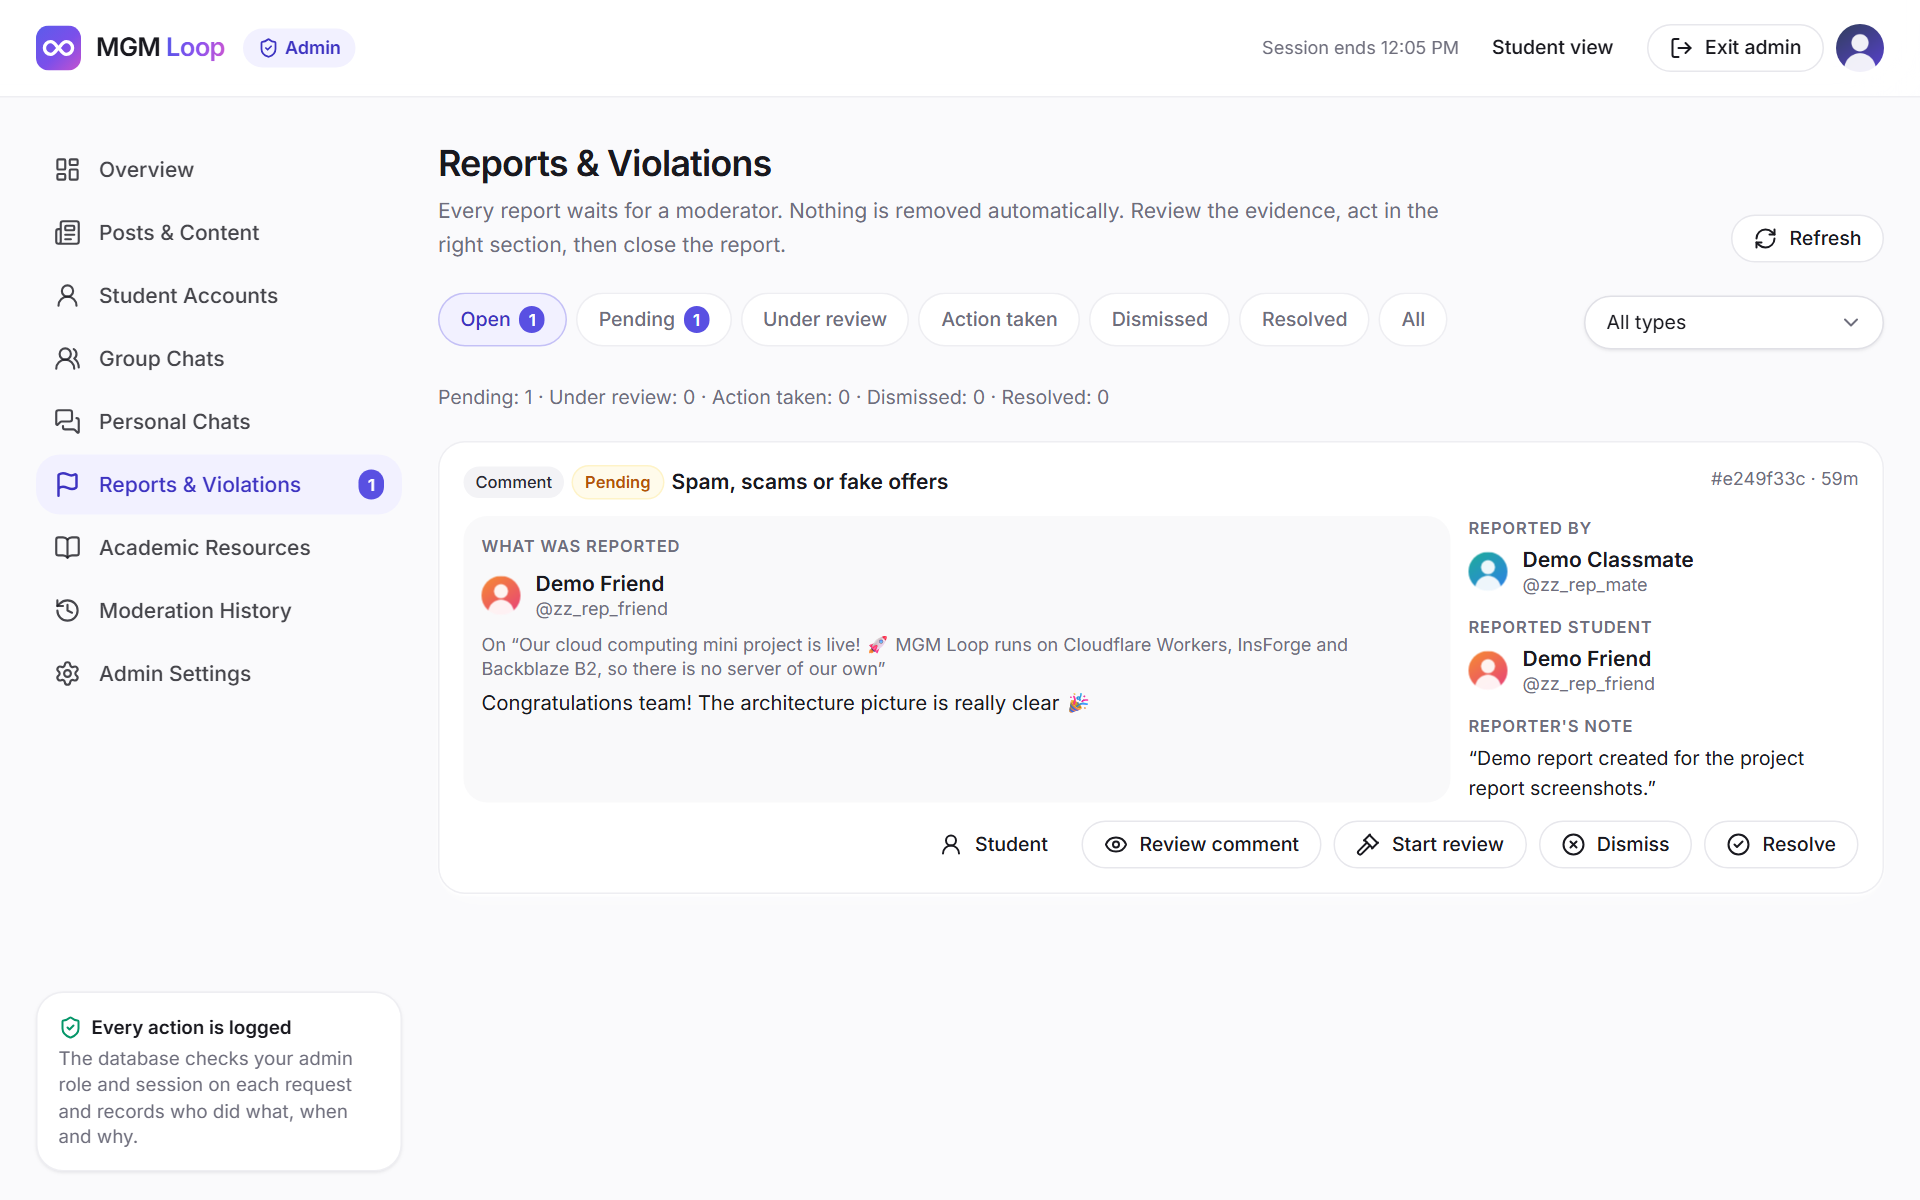 MGM Loop
Admin
Session ends 12:05 PM
Student view
Exit admin
Overview
Posts & Content
Student Accounts
Group Chats
Personal Chats
Reports & Violations 1
Academic Resources
Moderation History
Admin Settings
Every action is logged
The database checks your admin
role and session on each request
and records who did what, when
and why.
Reports & Violations
Every report waits for a moderator. Nothing is removed automatically. Review the evidence, act in the
right section, then close the report.
Refresh
Open 1
Pending 1
Under review
Action taken
Dismissed
Resolved
All
All types
Pending: 1 · Under review: 0 · Action taken: 0 · Dismissed: 0 · Resolved: 0
Comment
Pending
Spam, scams or fake offers
#e249f33c · 59m
WHAT WAS REPORTED
Demo Friend
@zz_rep_friend
On “Our cloud computing mini project is live! 🚀 MGM Loop runs on Cloudflare Workers, InsForge and
Backblaze B2, so there is no server of our own”
Congratulations team! The architecture picture is really clear 🎉
REPORTED BY
Demo Classmate
@zz_rep_mate
REPORTED STUDENT
Demo Friend
@zz_rep_friend
REPORTER'S NOTE
“Demo report created for the project
report screenshots.”
Student
Review comment
Start review
Dismiss
Resolve